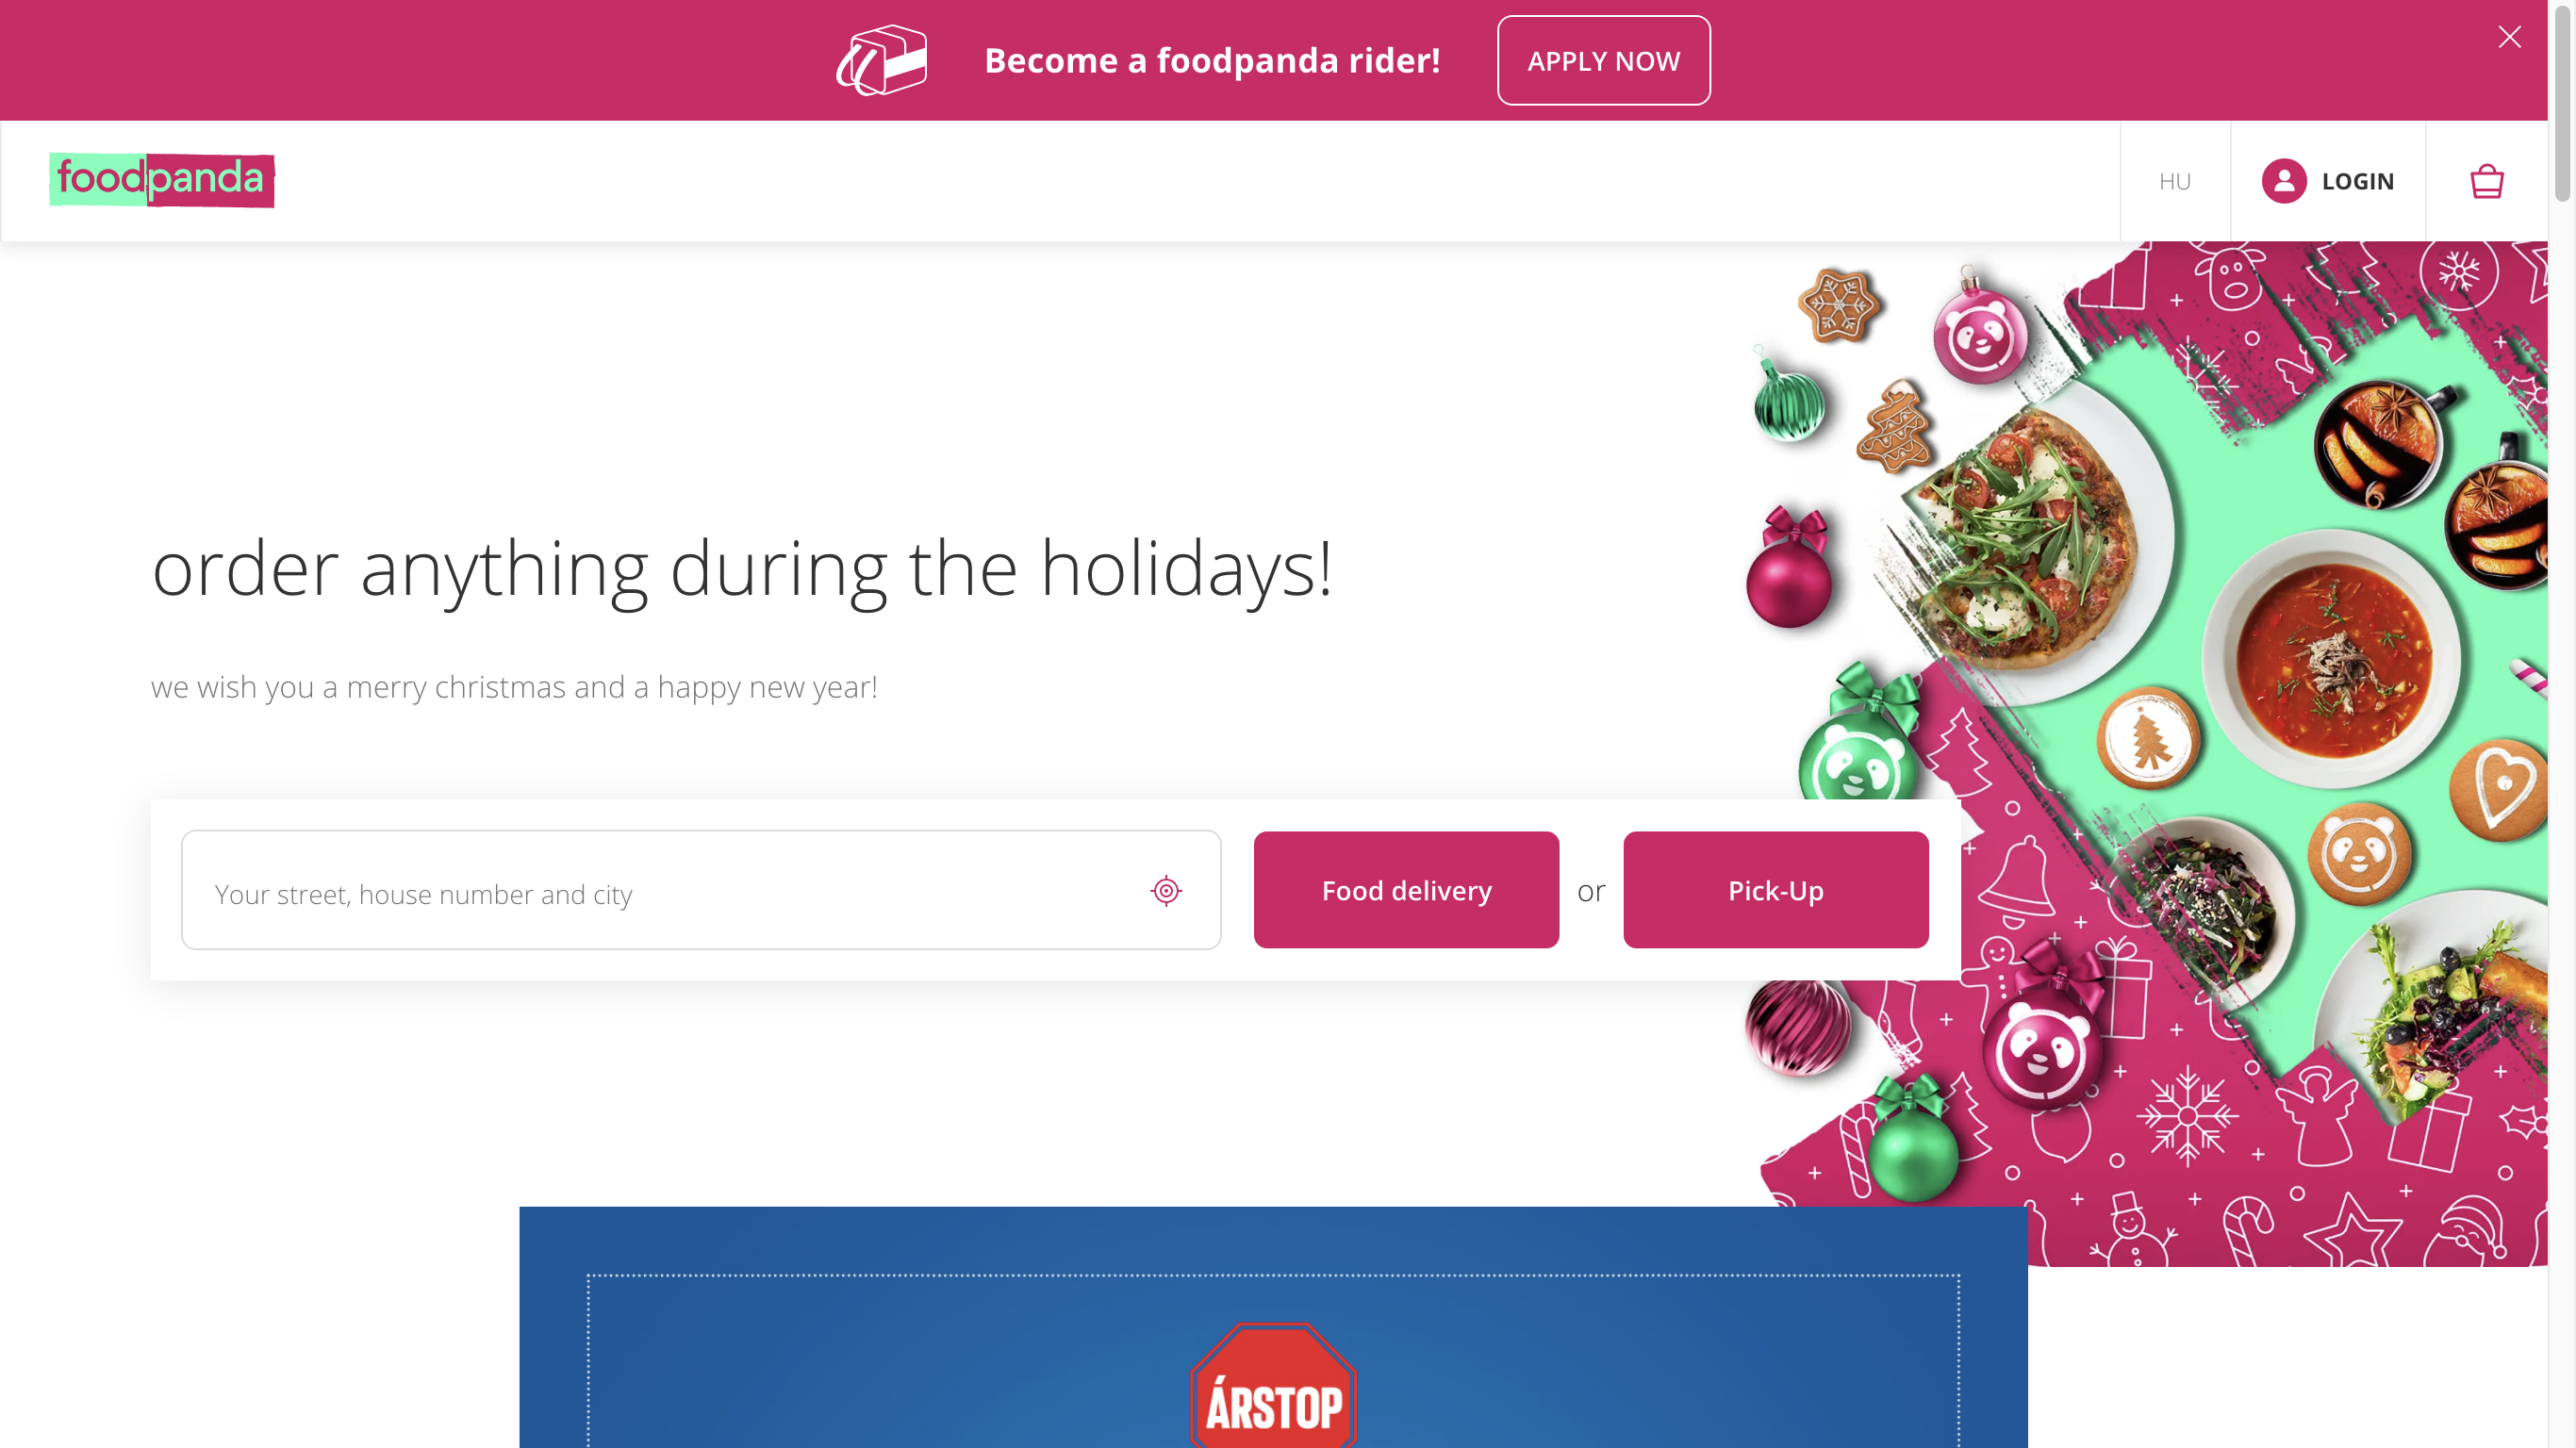 Become a foodpanda rider!
APPLY NOW
foodpanda
HU
LOGIN
order anything during the holidays!
we wish you a merry christmas and a happy new year!
Your street, house number and city
Food delivery
or
Pick-Up
ÁRSTOP